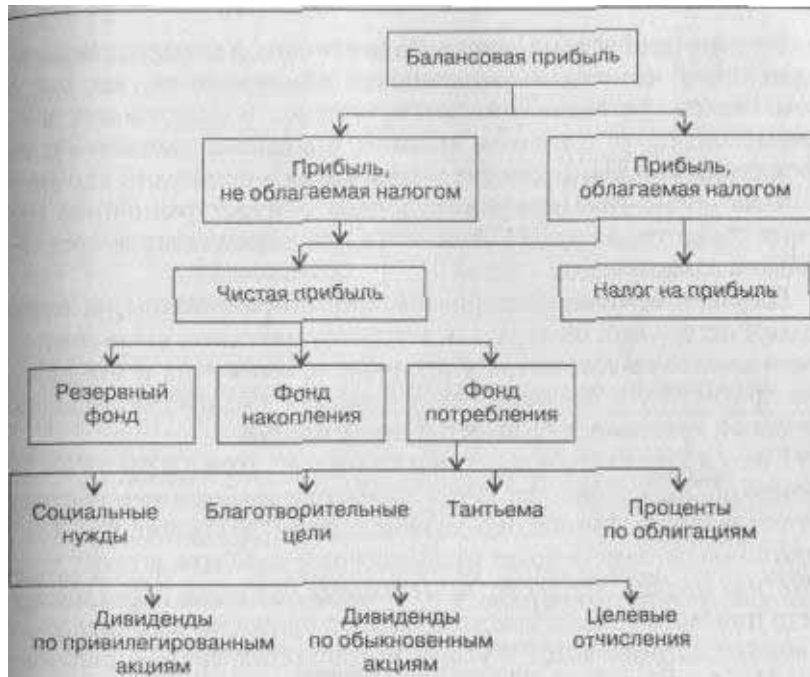 Балансовая прибыль
Прибыль,
не облагаемая налогом
Прибыль,
облагаемая налогом
Чистая прибыль
Налог на прибыль
Резервный
фонд
Фонд
накопления
Фонд
потребления
Социальные
нужды
Благотворительные
цели
Тантьема
Проценты
по облигациям
Дивиденды
по привилегированным
акциям
Дивиденды
по обыкновенным
акциям
Целевые
отчисления